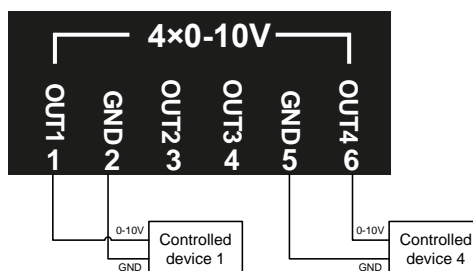 4×0-10V
OUT1 GND OUT2 OUT3 GND OUT4
1 2 3 4 5 6
0-10V
Controlled
device 1
GND
0-10V
Controlled
device 4
GND